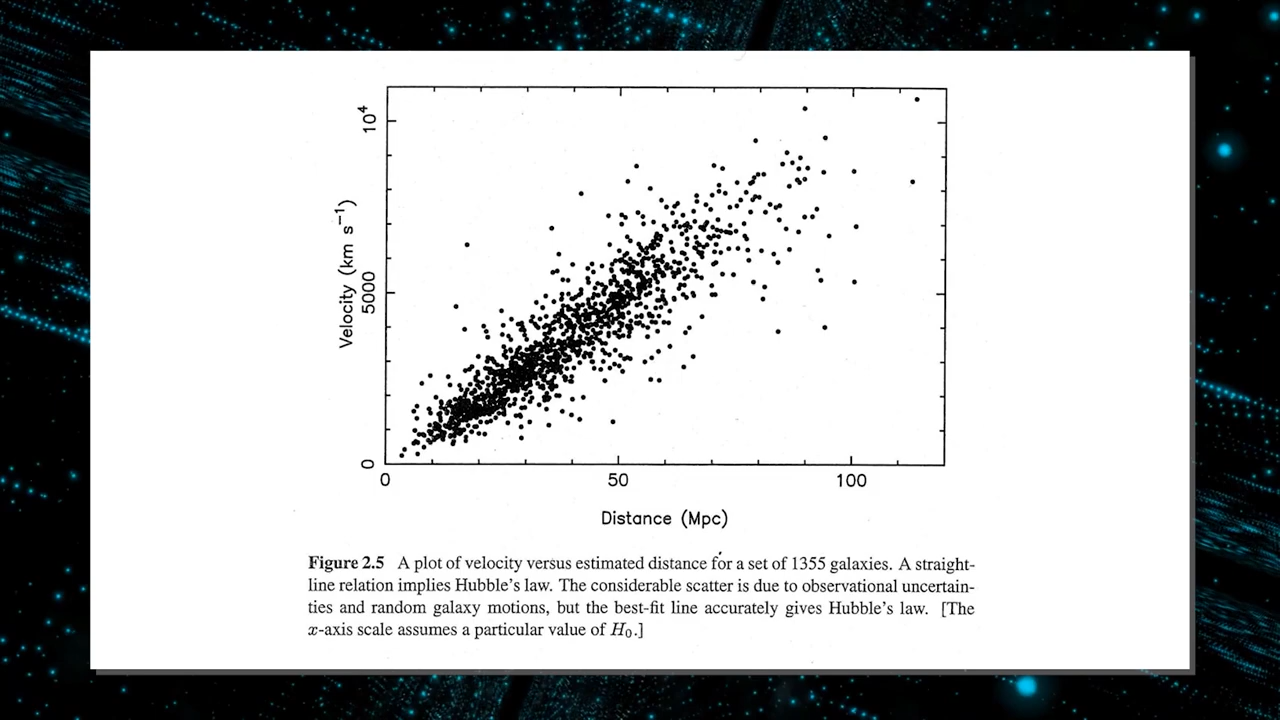 10⁴
Velocity (km s⁻¹)
5000
0
0 50 100
Distance (Mpc)
Figure 2.5 A plot of velocity versus estimated distance for a set of 1355 galaxies. A straight-
line relation implies Hubble's law. The considerable scatter is due to observational uncertain-
ties and random galaxy motions, but the best-fit line accurately gives Hubble's law. [The
x-axis scale assumes a particular value of H₀.]